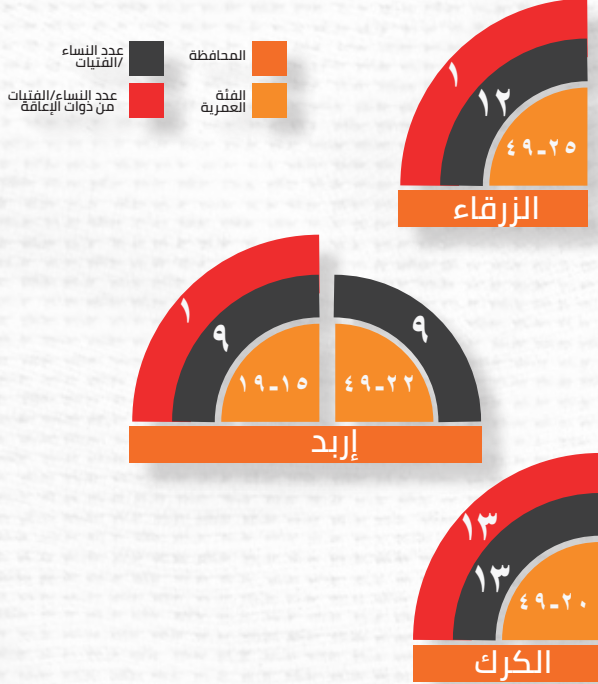 المحافظة
عدد النساء
/الفتيات
الفئة
العمرية
عدد النساء/الفتيات
من ذوات الإعاقة
١
١٢
٢٥-٤٩
الزرقاء
٩
٢٢-٤٩
١
٩
١٥-١٩
إربد
١٣
١٣
٢٠-٤٩
الكرك